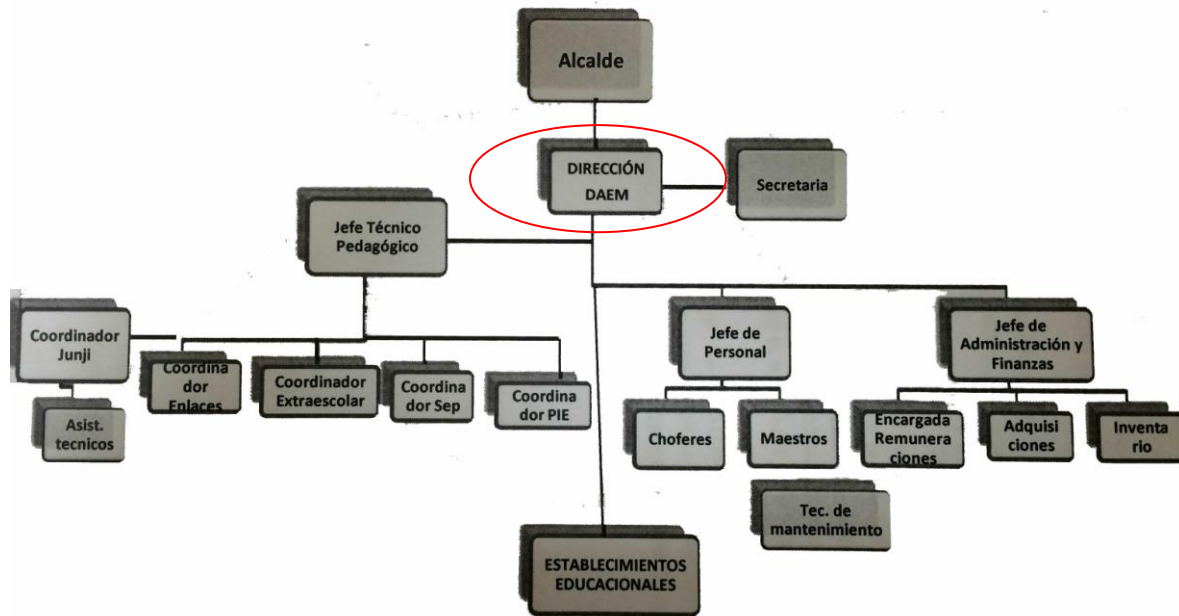 Alcalde
DIRECCIÓN
DAEM
Secretaria
Jefe Técnico
Pedagógico
Coordinador
Junji
Coordina
dor
Enlaces
Coordinador
Extraescolar
Coordina
dor Sep
Coordina
dor PIE
Asist.
tecnicos
Jefe de
Personal
Jefe de
Administración y
Finanzas
Choferes
Maestros
Encargada
Remunera
ciones
Adquisi
ciones
Inventa
rio
Tec. de
mantenimiento
ESTABLECIMIENTOS
EDUCACIONALES